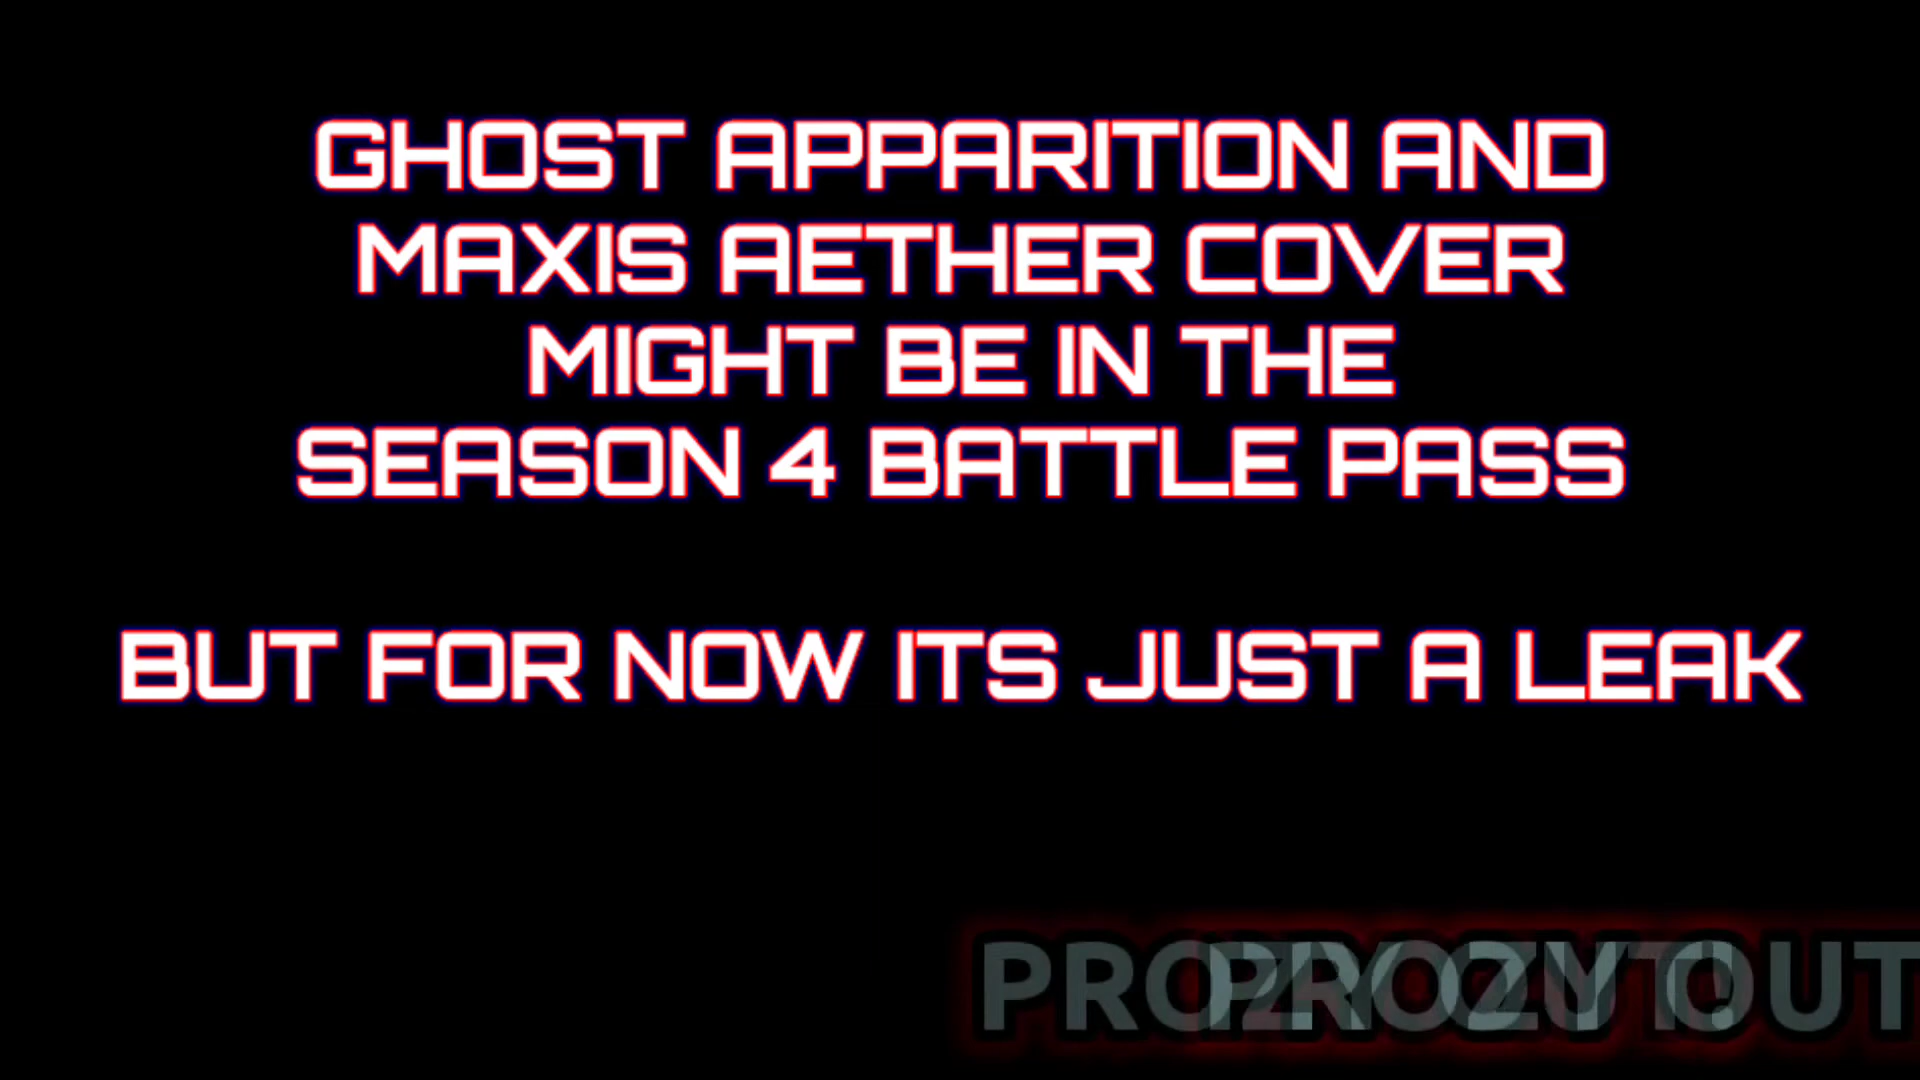 GHOST APPARITION AND
MAXIS AETHER COVER
MIGHT BE IN THE
SEASON 4 BATTLE PASS
BUT FOR NOW ITS JUST A LEAK